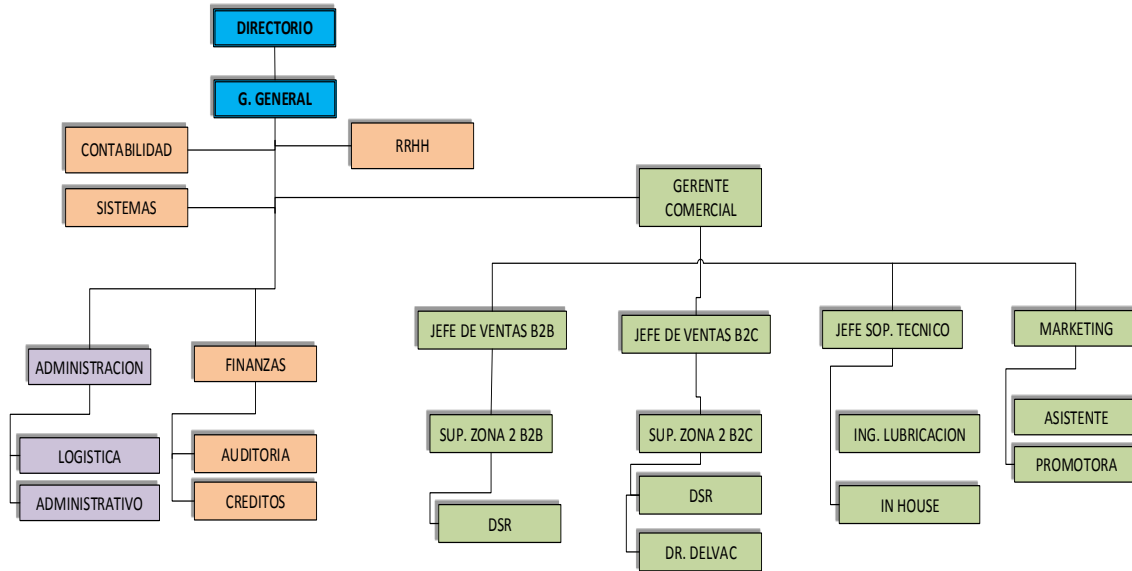 DIRECTORIO
G. GENERAL
CONTABILIDAD
RRHH
SISTEMAS
GERENTE
COMERCIAL
JEFE DE VENTAS B2B
JEFE DE VENTAS B2C
JEFE SOP. TECNICO
MARKETING
ADMINISTRACION
FINANZAS
SUP. ZONA 2 B2B
SUP. ZONA 2 B2C
ING. LUBRICACION
ASISTENTE
LOGISTICA
AUDITORIA
PROMOTORA
ADMINISTRATIVO
CREDITOS
DSR
DSR
IN HOUSE
DR. DELVAC